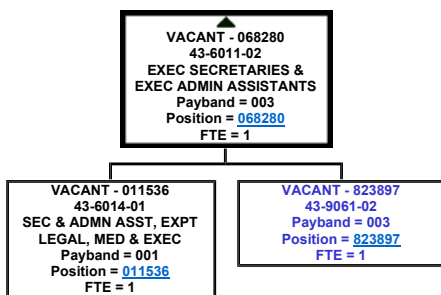 VACANT - 068280
43-6011-02
EXEC SECRETARIES &
EXEC ADMIN ASSISTANTS
Payband = 003
Position = 068280
FTE = 1
VACANT - 011536
43-6014-01
SEC & ADMN ASST, EXPT
LEGAL, MED & EXEC
Payband = 001
Position = 011536
FTE = 1
VACANT - 823897
43-9061-02
Payband = 003
Position = 823897
FTE = 1